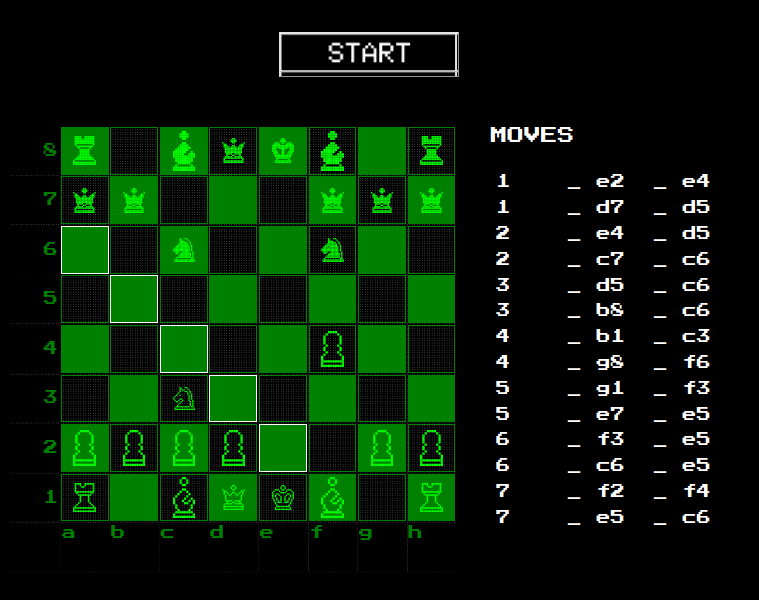 START
MOVES
1 _ e2 _ e4
1 _ d7 _ d5
2 _ e4 _ d5
2 _ c7 _ c6
3 _ d5 _ c6
3 _ b8 _ c6
4 _ b1 _ c3
4 _ g8 _ f6
5 _ g1 _ f3
5 _ e7 _ e5
6 _ f3 _ e5
6 _ c6 _ e5
7 _ f2 _ f4
7 _ e5 _ c6
8
7
6
5
4
3
2
1
a b c d e f g h